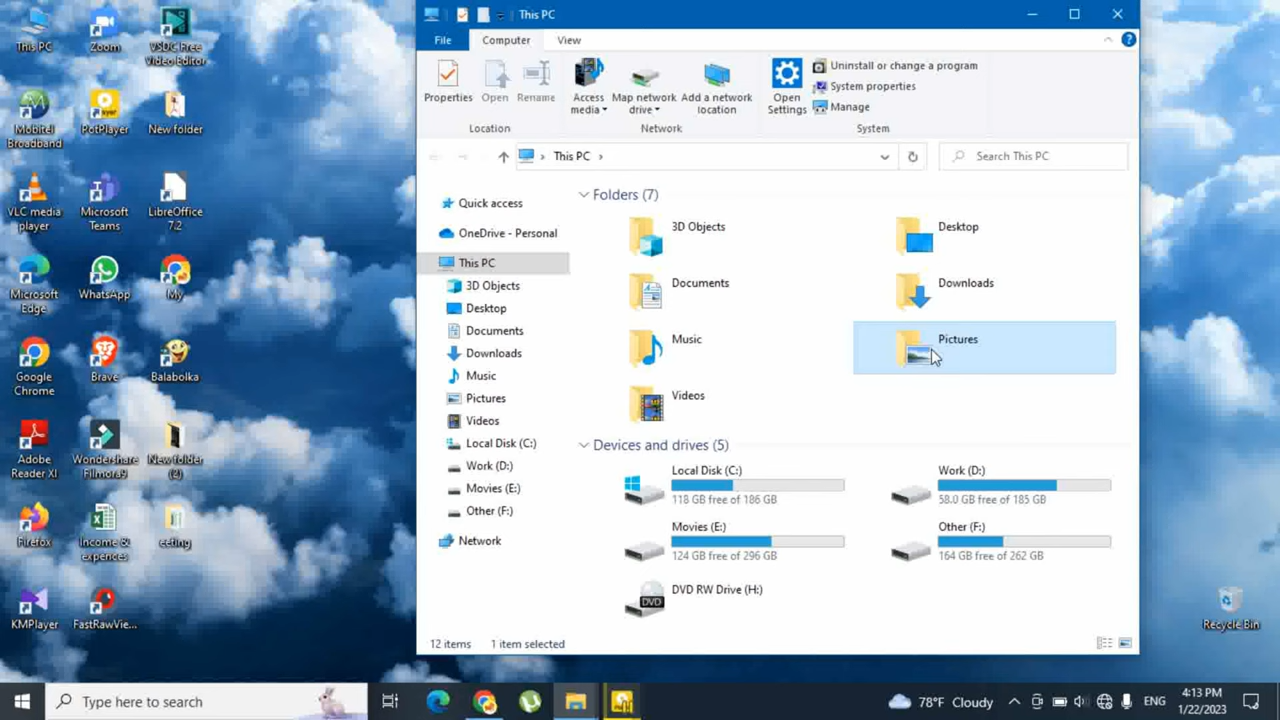 This PC
Zoom
VSDC Free
Video Editor
Mobitel
Broadband
PotPlayer
New folder
VLC media
player
Microsoft
Teams
LibreOffice
7.2
Microsoft
Edge
WhatsApp
My
Google
Chrome
Brave
Balabolka
Adobe
Reader XI
Wondershare
Filmora9
New folder
(2)
Firefox
Income &
expences
eeting
KMPlayer
FastRawVie...
This PC
File
Computer
View
Properties
Open
Rename
Access
media
Map network
drive
Add a network
location
Open
Settings
Uninstall or change a program
System properties
Manage
Location
Network
System
This PC
Search This PC
Quick access
OneDrive - Personal
This PC
3D Objects
Desktop
Documents
Downloads
Music
Pictures
Videos
Local Disk (C:)
Work (D:)
Movies (E:)
Other (F:)
Network
Folders (7)
3D Objects
Desktop
Documents
Downloads
Music
Pictures
Videos
Devices and drives (5)
Local Disk (C:)
118 GB free of 186 GB
Work (D:)
58.0 GB free of 185 GB
Movies (E:)
124 GB free of 296 GB
Other (F:)
164 GB free of 262 GB
DVD
DVD RW Drive (H:)
12 items
1 item selected
Recycle Bin
Type here to search
78°F Cloudy
ENG
4:13 PM
1/22/2023